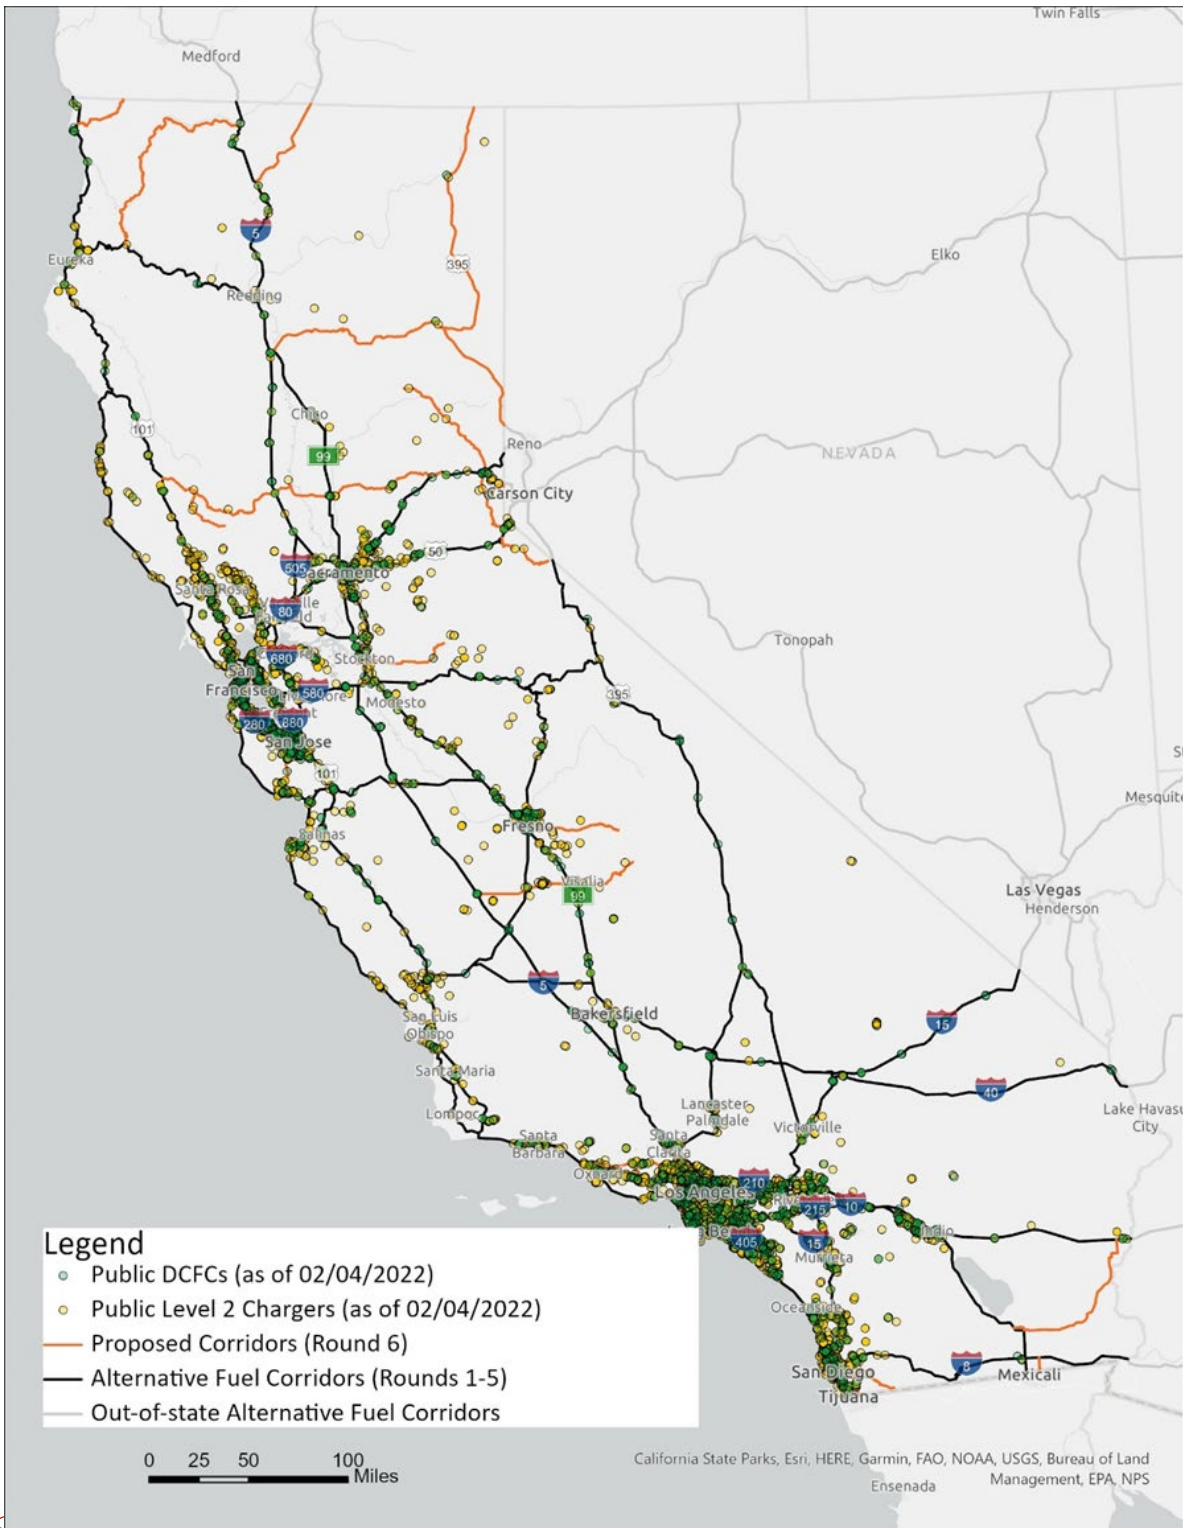 Twin Falls
Medford
5
Elko
Eureka
395
Redding
Chico
101
99
Reno
NEVADA
Carson City
50
505
Sacramento
Santa Rosa
80
Tonopah
680
Stockton
San
Francisco
580
395
Modesto
280
880
San Jose
101
Mesquite
Salinas
Fresno
Visalia
99
Las Vegas
Henderson
5
Bakersfield
San Luis
Obispo
15
Santa Maria
40
Lompoc
Lancaster
Palmdale
Victorville
Lake Havasu
City
Santa
Barbara
Santa
Clarita
Oxnard
Los Angeles
210
215
10
405
15
Indio
Murrieta
Oceanside
San Diego
8
Mexicali
Tijuana
Legend
Public DCFCs (as of 02/04/2022)
Public Level 2 Chargers (as of 02/04/2022)
Proposed Corridors (Round 6)
Alternative Fuel Corridors (Rounds 1-5)
Out-of-state Alternative Fuel Corridors
0 25 50 100
Miles
California State Parks, Esri, HERE, Garmin, FAO, NOAA, USGS, Bureau of Land
Management, EPA, NPS
Ensenada